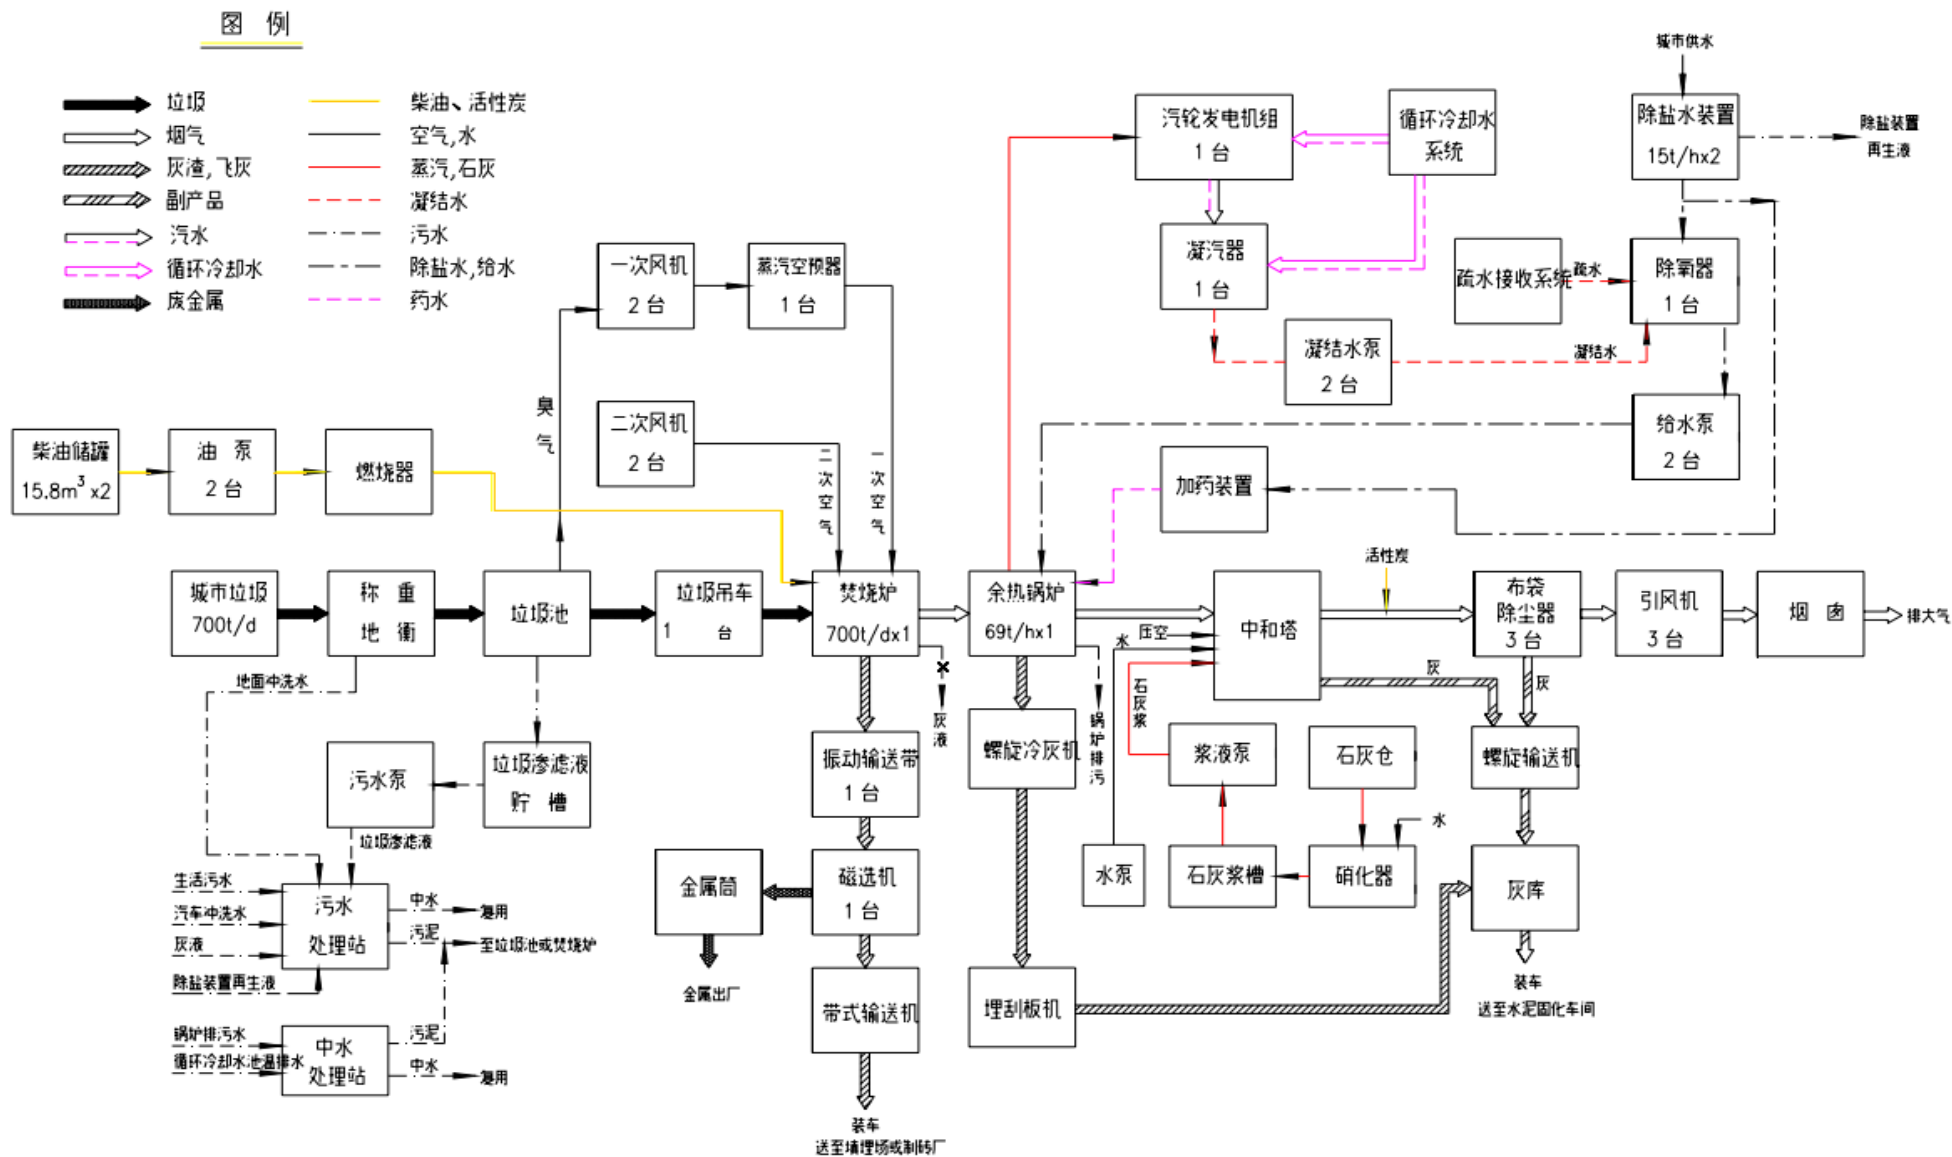 图 例
垃圾
烟气
灰渣,飞灰
副产品
汽水
循环冷却水
废金属
柴油、活性炭
空气,水
蒸汽,石灰
凝结水
污水
除盐水,给水
药水
城市供水
汽轮发电机组
1 台
循环冷却水
系统
除盐水装置
15t/hx2
除盐装置
再生液
一次风机
2 台
蒸汽空预器
1 台
凝汽器
1 台
疏水接收系统
疏水
除氧器
1 台
凝结水泵
2 台
凝结水
臭
气
二次风机
2 台
二次空气
一次空气
给水泵
2 台
柴油储罐
15.8m³x2
油 泵
2 台
燃烧器
加药装置
城市垃圾
700t/d
称 重
地 衡
垃圾池
垃圾吊车
1 台
焚烧炉
700t/dx1
余热锅炉
69t/hx1
中和塔
活性炭
布袋
除尘器
3 台
引风机
3 台
烟 囱
排大气
压空
水
石灰浆
灰
灰
地面冲洗水
灰液
锅炉排污
振动输送带
1 台
螺旋冷灰机
浆液泵
石灰仓
螺旋输送机
污水泵
垃圾渗滤液
贮 槽
垃圾渗滤液
水
水泵
石灰浆槽
硝化器
灰库
金属筒
磁选机
1 台
生活污水
汽车冲洗水
灰液
除盐装置再生液
污水
处理站
中水
复用
污泥
至垃圾池或焚烧炉
金属出厂
带式输送机
埋刮板机
装车
送至水泥固化车间
锅炉排污水
循环冷却水池温排水
中水
处理站
污泥
中水
复用
装车
送至填埋场或制砖厂